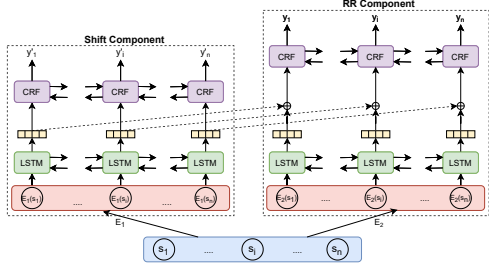 RR Component
y1 yi yn
Shift Component
y'1 y'i y'n
CRF CRF CRF
CRF CRF CRF
LSTM LSTM LSTM
LSTM LSTM LSTM
E1(s1) .... E1(si) .... E1(sn)
E2(s1) .... E2(si) .... E2(sn)
E1 E2
s1 .... si .... sn